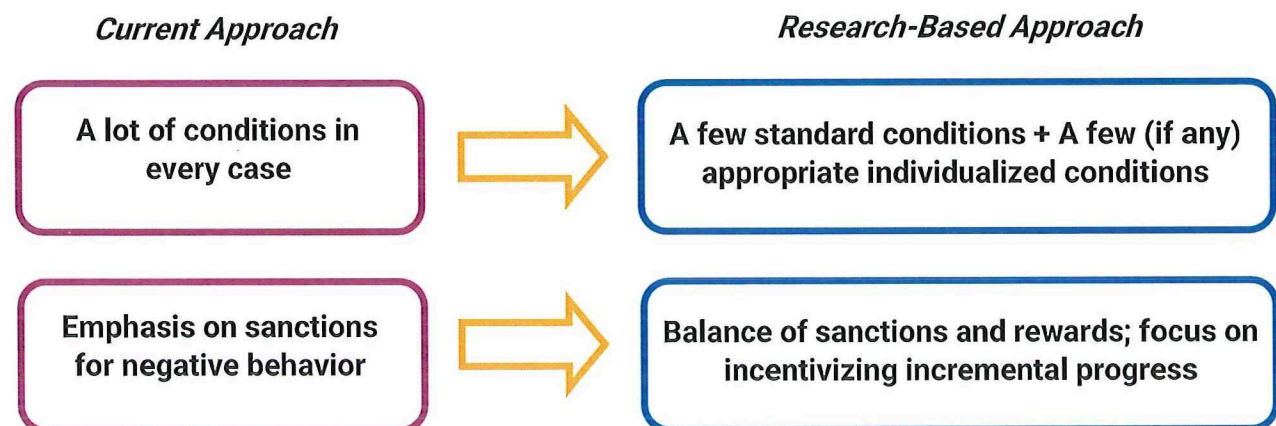 Current Approach
Research-Based Approach
A lot of conditions in
every case
A few standard conditions + A few (if any)
appropriate individualized conditions
Emphasis on sanctions
for negative behavior
Balance of sanctions and rewards; focus on
incentivizing incremental progress